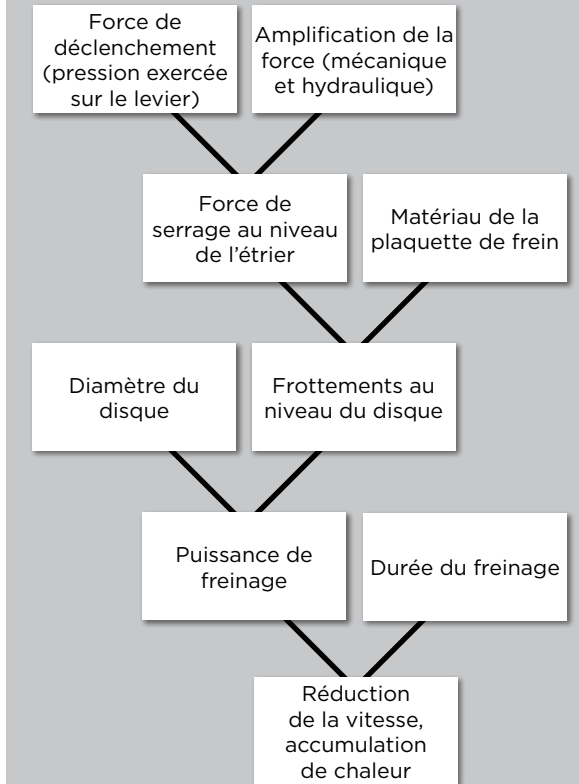 Force de
déclenchement
(pression exercée
sur le levier)
Amplification de la
force (mécanique
et hydraulique)
Force de
serrage au niveau
de l'étrier
Matériau de la
plaquette de frein
Diamètre du
disque
Frottements au
niveau du disque
Puissance de
freinage
Durée du freinage
Réduction
de la vitesse,
accumulation
de chaleur